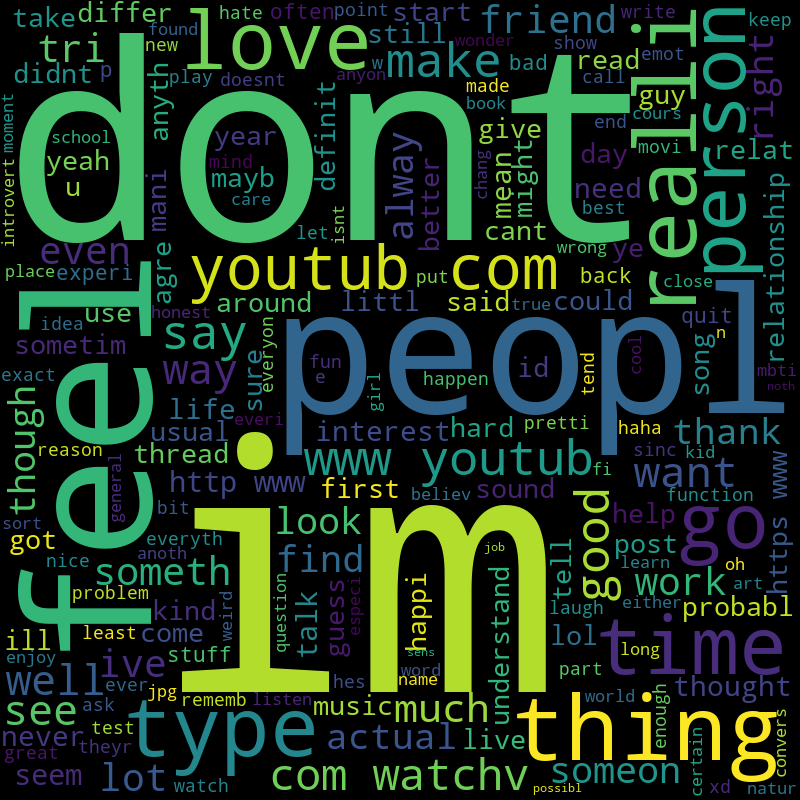 take
differ
hate
often
point
start
write
keep
didnt
p
found
new
love
play
doesnt
still
w
wonder
friend
show
emot
person
tri
anyth
dont
anyon
make
bad
read
call
realli
right
made
book
guy
end
cours
moment
school
yeah
u
mind
year
mayb
care
definit
alway
better
chang
give
mean
might
day
need
best
movi
relat
introvert
mani
let
isnt
cant
wrong
ye
relationship
even
place
experi
agre
youtub com
put
back
close
feel
use
around
littl
said
true
could
quit
n
idea
honest
sometim
say
sure
everyon
peopl
song
mbti
exact
way
fun
e
id
happen
tend
cool
noth
though
life
girl
everi
pretti
haha
reason
usual
interest
hard
thank
thread
sinc
kid
general
http www
www youtub
fi
want
www
sort
bit
first
believ
sound
function
https
got
everyth
look
good
help
go
nice
anoth
im
find
job
tell
post
oh
learn
art
problem
someth
question
talk
guess
especi
happi
understand
work
laugh
either
probabl
ill
least
kind
come
weird
lol
time
enjoy
ive
stuff
hes
word
sens
part
long
well
ever
jpg
rememb
listen
name
world
thought
see
ask
type
music
much
live
thing
enough
convers
never
test
theyr
actual
great
seem
lot
watch
com watchv
possibl
someon
certain
xd
natur